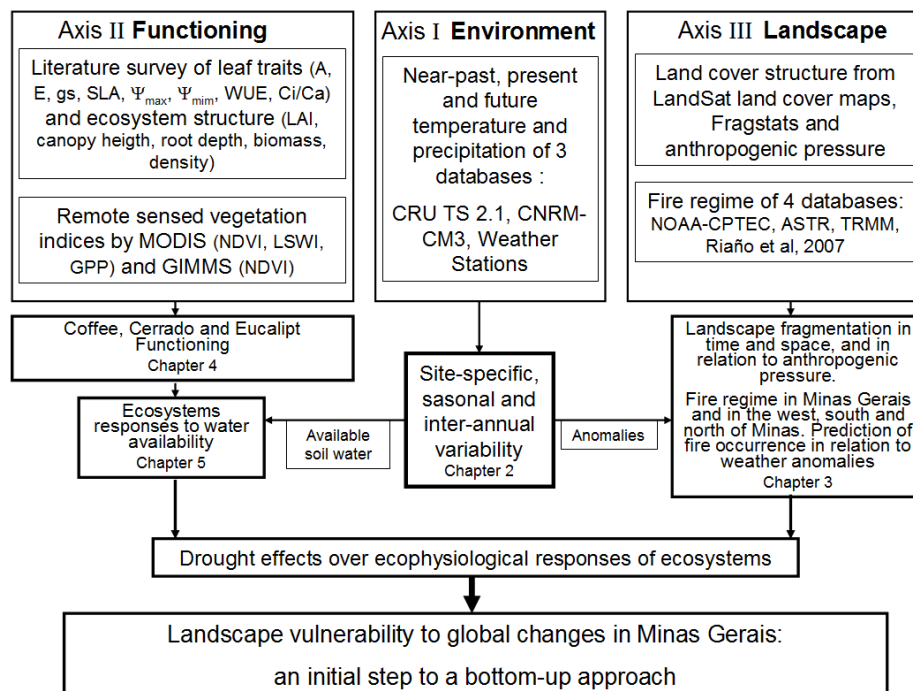 Axis II Functioning
Literature survey of leaf traits (A,
E, gs, SLA, Ψmax, Ψmim, WUE, Ci/Ca)
and ecosystem structure (LAI,
canopy heigth, root depth, biomass,
density)
Remote sensed vegetation
indices by MODIS (NDVI, LSWI,
GPP) and GIMMS (NDVI)
Coffee, Cerrado and Eucalipt
Functioning
Chapter 4
Ecosystems
responses to water
availability
Chapter 5
Axis I Environment
Near-past, present
and future
temperature and
precipitation of 3
databases :
CRU TS 2.1, CNRM-
CM3, Weather
Stations
Available
soil water
Site-specific,
sasonal and
inter-annual
variability
Chapter 2
Anomalies
Axis III Landscape
Land cover structure from
LandSat land cover maps,
Fragstats and
anthropogenic pressure
Fire regime of 4 databases:
NOAA-CPTEC, ASTR, TRMM,
Riaño et al, 2007
Landscape fragmentation in
time and space, and in
relation to anthropogenic
pressure.
Fire regime in Minas Gerais
and in the west, south and
north of Minas. Prediction of
fire occurrence in relation to
weather anomalies
Chapter 3
Drought effects over ecophysiological responses of ecosystems
Landscape vulnerability to global changes in Minas Gerais:
an initial step to a bottom-up approach